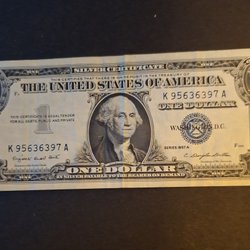 SILVER CERTIFICATE
THIS CERTIFIES THAT THERE IS ON DEPOSIT IN THE TREASURY OF
THE UNITED STATES OF AMERICA
K 95636397 A
ONE DOLLAR
1
THIS CERTIFICATE IS LEGAL TENDER
FOR ALL DEBTS, PUBLIC AND PRIVATE
WASHINGTON, D.C.
K 95636397 A
SERIES 1957 A
ONE DOLLAR
IN SILVER PAYABLE TO THE BEARER ON DEMAND